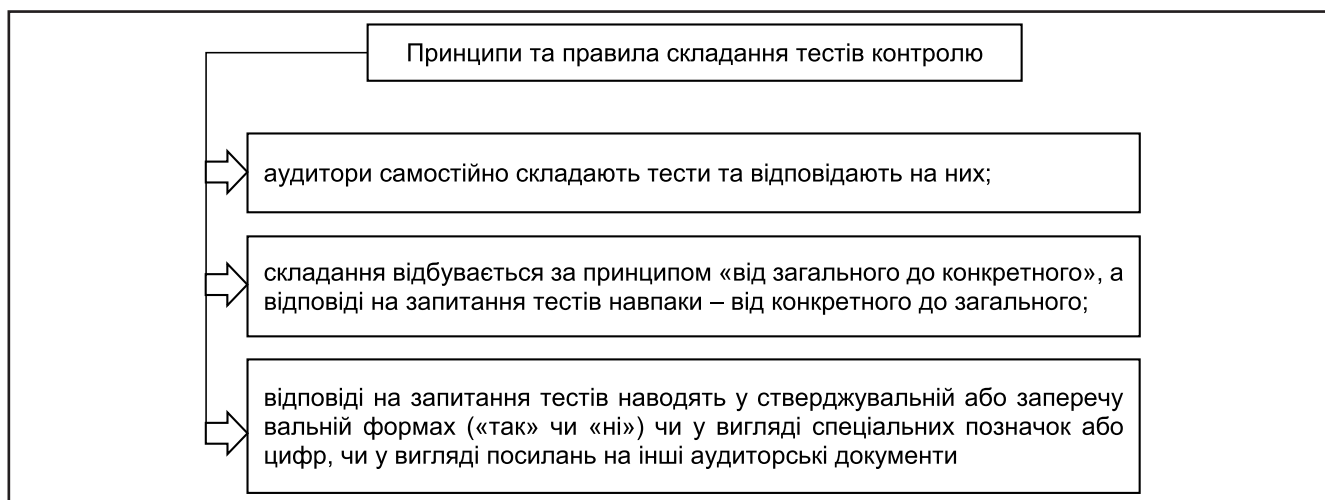 Принципи та правила складання тестів контролю
аудитори самостійно складають тести та відповідають на них;
складання відбувається за принципом «від загального до конкретного», а
відповіді на запитання тестів навпаки – від конкретного до загального;
відповіді на запитання тестів наводять у стверджувальній або заперечу
вальній формах («так» чи «ні») чи у вигляді спеціальних позначок або
цифр, чи у вигляді посилань на інші аудиторські документи